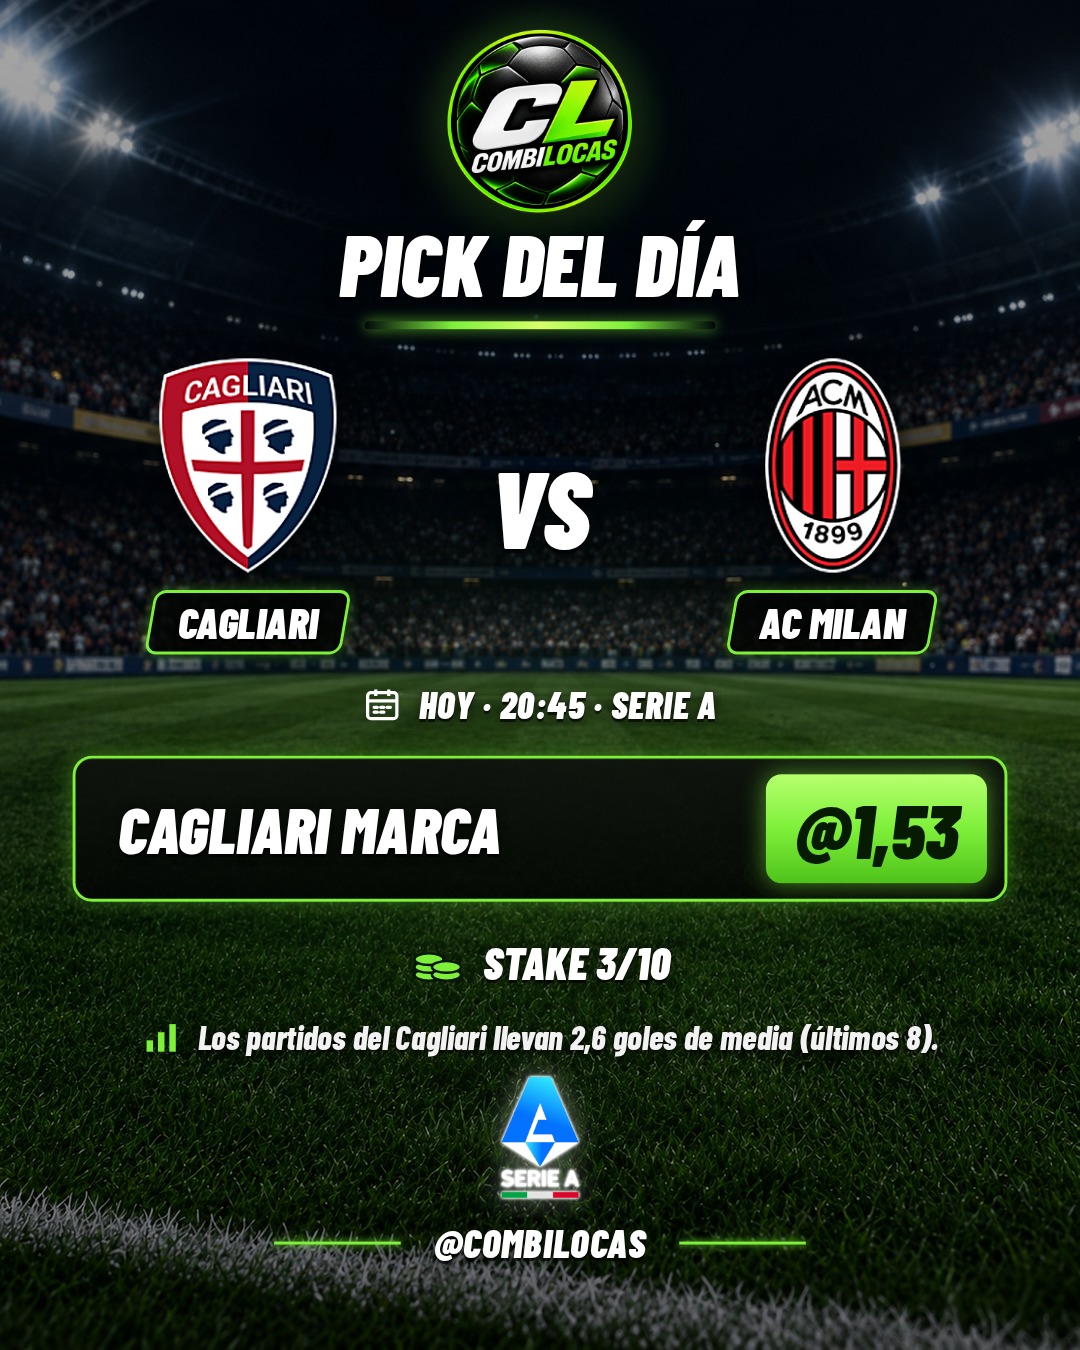 CL
COMBILOCAS
PICK DEL DÍA
CAGLIARI
ACM
1899
VS
CAGLIARI
AC MILAN
HOY · 20:45 · SERIE A
CAGLIARI MARCA
@1,53
STAKE 3/10
Los partidos del Cagliari llevan 2,6 goles de media (últimos 8).
SERIE A
@COMBILOCAS